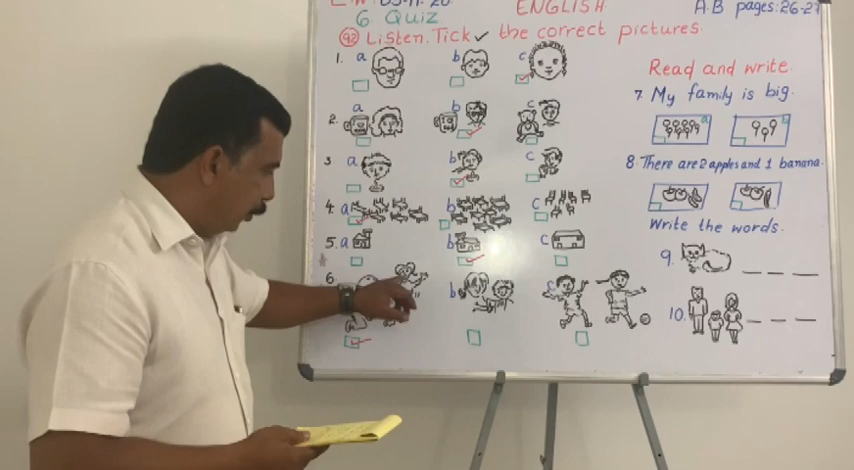 C.W: 03-11-20 ENGLISH A.B pages: 26-27
6. Quiz
92 Listen. Tick ✓ the correct pictures.
1. a b c
2. a b c
3 a b c
4. a b c
5. a b c
6. b c
Read and write.
7. My family is big.
a b
8. There are 2 apples and 1 banana.
Write the words.
9. _ _ _
10. _ _ _